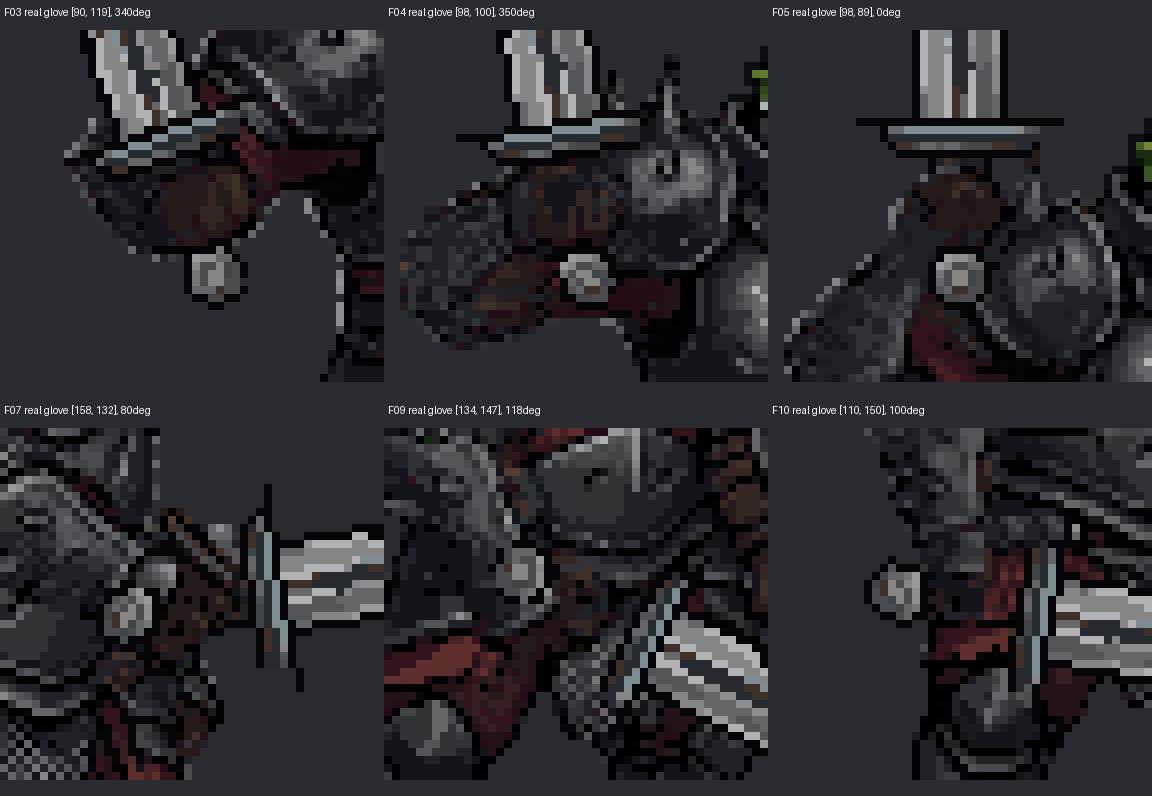 F03 real glove [90, 119], 340deg
F04 real glove [98, 100], 350deg
F05 real glove [98, 89], 0deg
F07 real glove [158, 132], 80deg
F09 real glove [134, 147], 118deg
F10 real glove [110, 150], 100deg